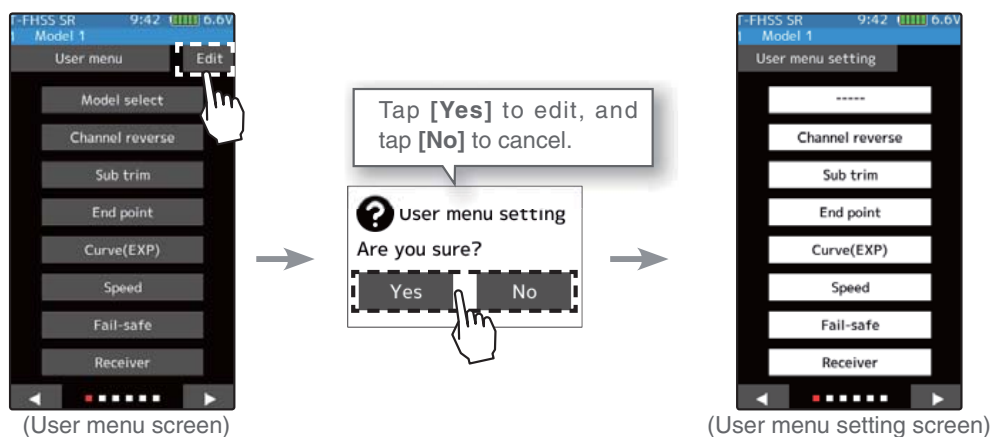 T-FHSS SR 9:42 6.6V
1 Model 1
User menu Edit
Model select
Channel reverse
Sub trim
End point
Curve(EXP)
Speed
Fail-safe
Receiver
(User menu screen)
Tap [Yes] to edit, and
tap [No] to cancel.
? User menu setting
Are you sure?
Yes No
T-FHSS SR 9:42 6.6V
1 Model 1
User menu setting
-----
Channel reverse
Sub trim
End point
Curve(EXP)
Speed
Fail-safe
Receiver
(User menu setting screen)